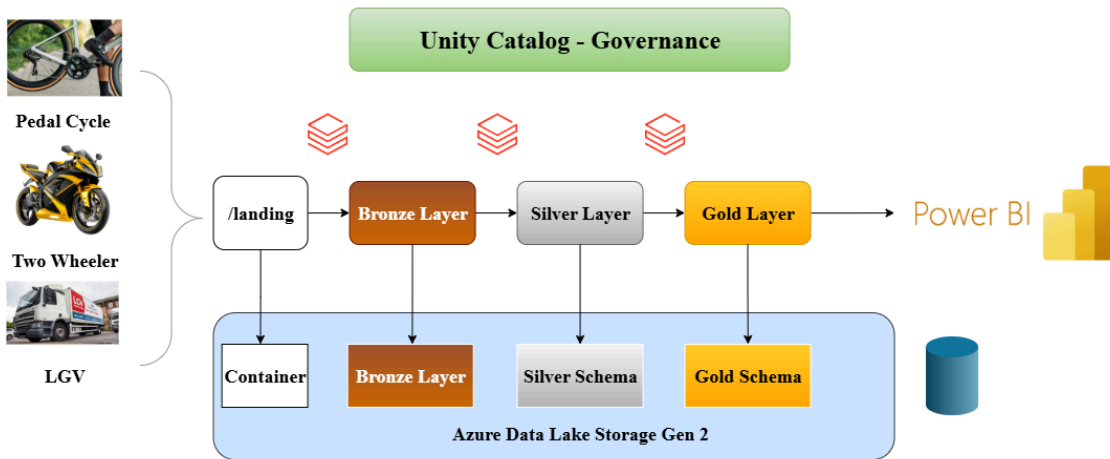 Unity Catalog - Governance
Pedal Cycle
Two Wheeler
LGV
/landing
Bronze Layer
Silver Layer
Gold Layer
Power BI
Container
Bronze Layer
Silver Schema
Gold Schema
Azure Data Lake Storage Gen 2